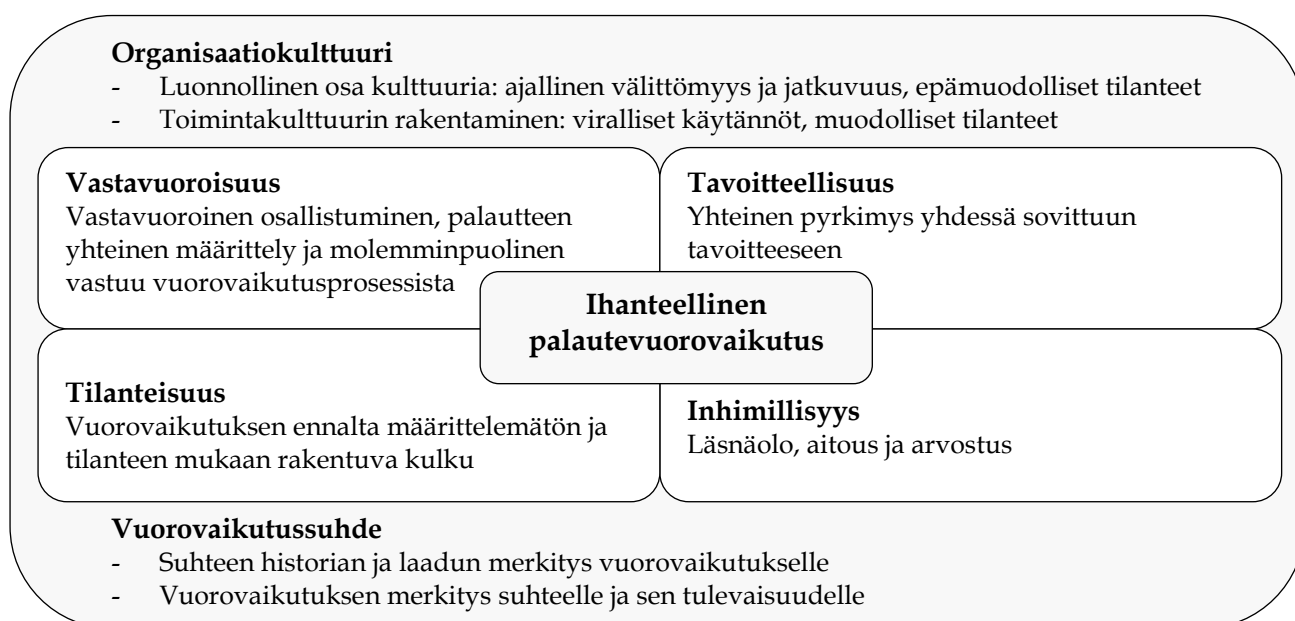 Organisaatiokulttuuri
- Luonnollinen osa kulttuuria: ajallinen välittömyys ja jatkuvuus, epämuodolliset tilanteet
- Toimintakulttuurin rakentaminen: viralliset käytännöt, muodolliset tilanteet
Vastavuoroisuus
Vastavuoroinen osallistuminen, palautteen
yhteinen määrittely ja molemminpuolinen
vastuu vuorovaikutusprosessista
Tavoitteellisuus
Yhteinen pyrkimys yhdessä sovittuun
tavoitteeseen
Ihanteellinen
palautevuorovaikutus
Tilanteisuus
Vuorovaikutuksen ennalta määrittelemätön ja
tilanteen mukaan rakentuva kulku
Inhimillisyys
Läsnäolo, aitous ja arvostus
Vuorovaikutussuhde
- Suhteen historian ja laadun merkitys vuorovaikutukselle
- Vuorovaikutuksen merkitys suhteelle ja sen tulevaisuudelle